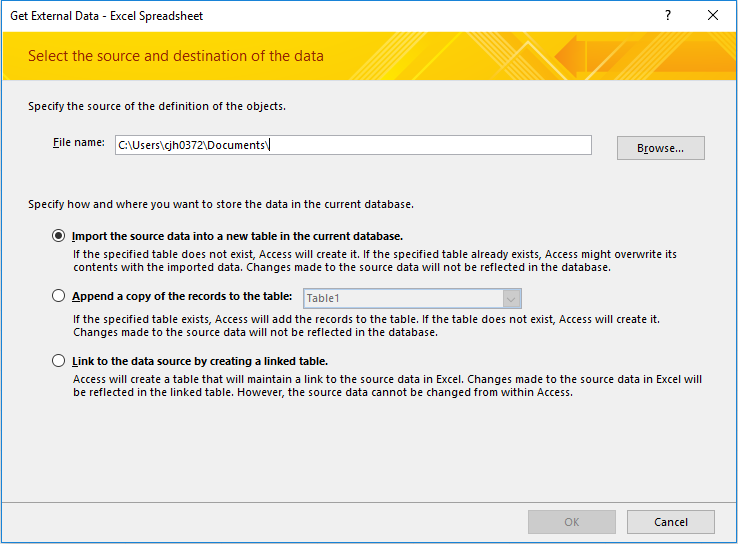 Get External Data - Excel Spreadsheet
?
Select the source and destination of the data
Specify the source of the definition of the objects.
File name: C:\Users\cjh0372\Documents\ Browse...
Specify how and where you want to store the data in the current database.
Import the source data into a new table in the current database.
If the specified table does not exist, Access will create it. If the specified table already exists, Access might overwrite its
contents with the imported data. Changes made to the source data will not be reflected in the database.
Append a copy of the records to the table: Table1
If the specified table exists, Access will add the records to the table. If the table does not exist, Access will create it.
Changes made to the source data will not be reflected in the database.
Link to the data source by creating a linked table.
Access will create a table that will maintain a link to the source data in Excel. Changes made to the source data in Excel will
be reflected in the linked table. However, the source data cannot be changed from within Access.
OK Cancel